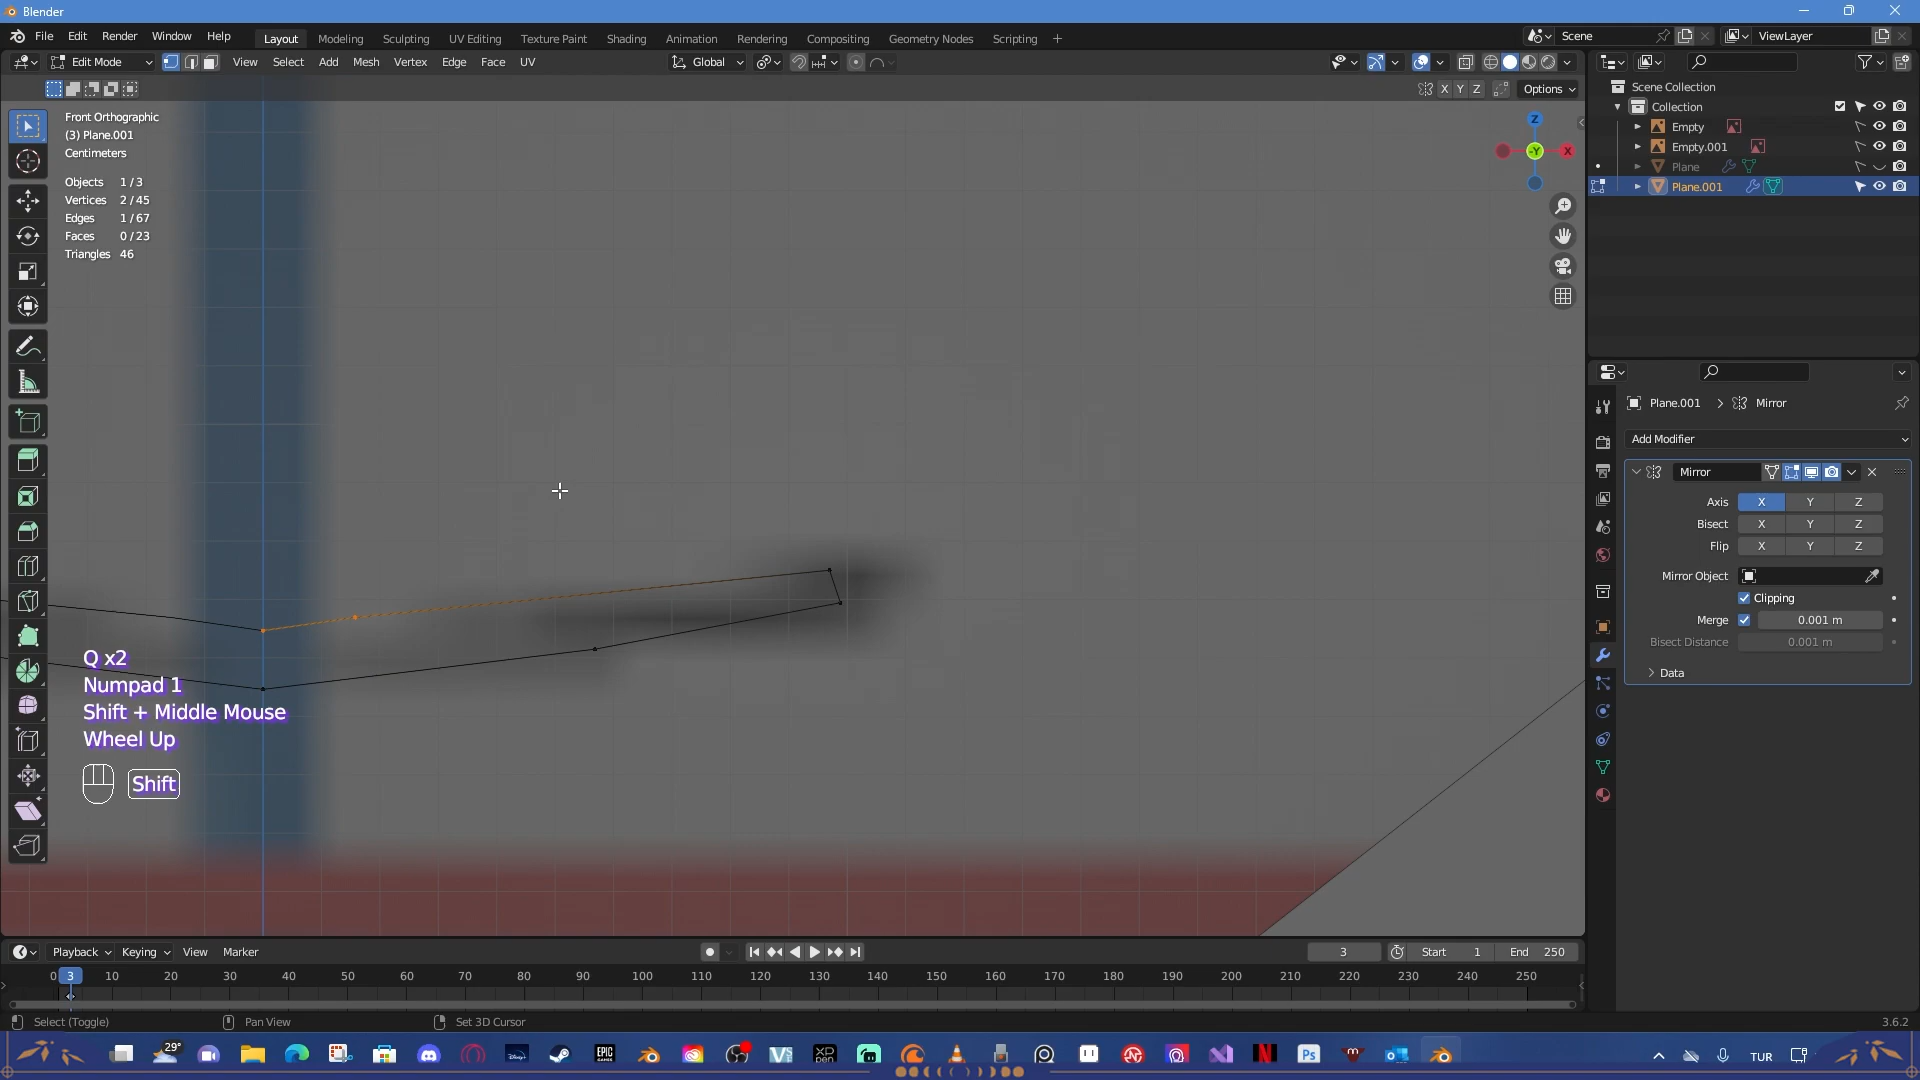 Blender
File Edit Render Window Help
Layout Modeling Sculpting UV Editing Texture Paint Shading Animation Rendering Compositing Geometry Nodes Scripting +
Scene
ViewLayer
Edit Mode View Select Add Mesh Vertex Edge Face UV
Global
X Y Z Options
Front Orthographic
(3) Plane.001
Centimeters
Objects 1/3
Vertices 2/45
Edges 1/67
Faces 0/23
Triangles 46
Z
-Y
X
Scene Collection
Collection
Empty
Empty.001
Plane
Plane.001
Plane.001 > Mirror
Add Modifier
Mirror
Axis X Y Z
Bisect X Y Z
Flip X Y Z
Mirror Object
Clipping
Merge 0.001 m
Bisect Distance 0.001 m
Data
Q x2
Numpad 1
Shift + Middle Mouse
Wheel Up
Shift
Playback Keying View Marker
3 Start 1 End 250
0 3 10 20 30 40 50 60 70 80 90 100 110 120 130 140 150 160 170 180 190 200 210 220 230 240 250
Select (Toggle) Pan View Set 3D Cursor 3.6.2
29°
Disney+
EPIC GAMES
XP PEN
N
Ps
TUR